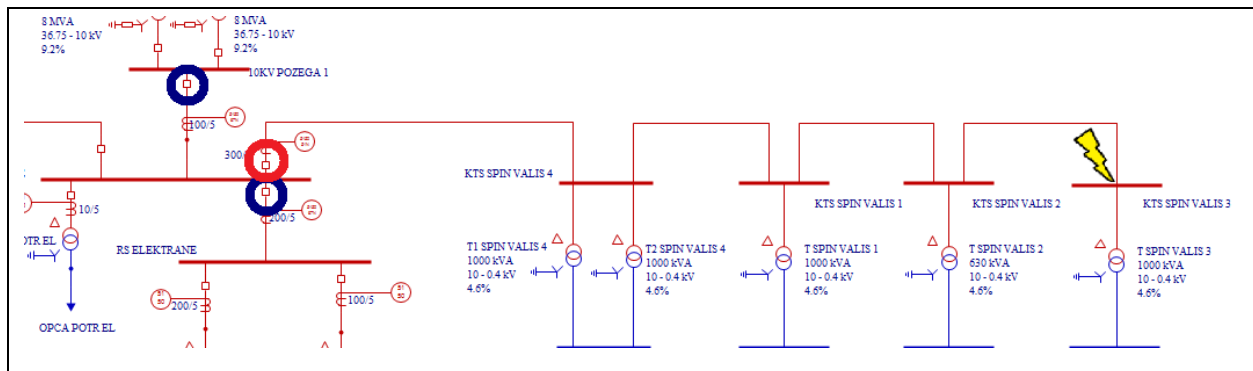 8 MVA
36.75 - 10 kV
9.2%
8 MVA
36.75 - 10 kV
9.2%
10KV POZEGA 1
100/5
300/
200/5
10/5
POTR EL
OPCA POTR EL
RS ELEKTRANE
200/5
51
50
100/5
51
50
KTS SPIN VALIS 4
T1 SPIN VALIS 4
1000 kVA
10 - 0.4 kV
4.6%
T2 SPIN VALIS 4
1000 kVA
10 - 0.4 kV
4.6%
KTS SPIN VALIS 1
T SPIN VALIS 1
1000 kVA
10 - 0.4 kV
4.6%
KTS SPIN VALIS 2
T SPIN VALIS 2
630 kVA
10 - 0.4 kV
4.6%
KTS SPIN VALIS 3
T SPIN VALIS 3
1000 kVA
10 - 0.4 kV
4.6%